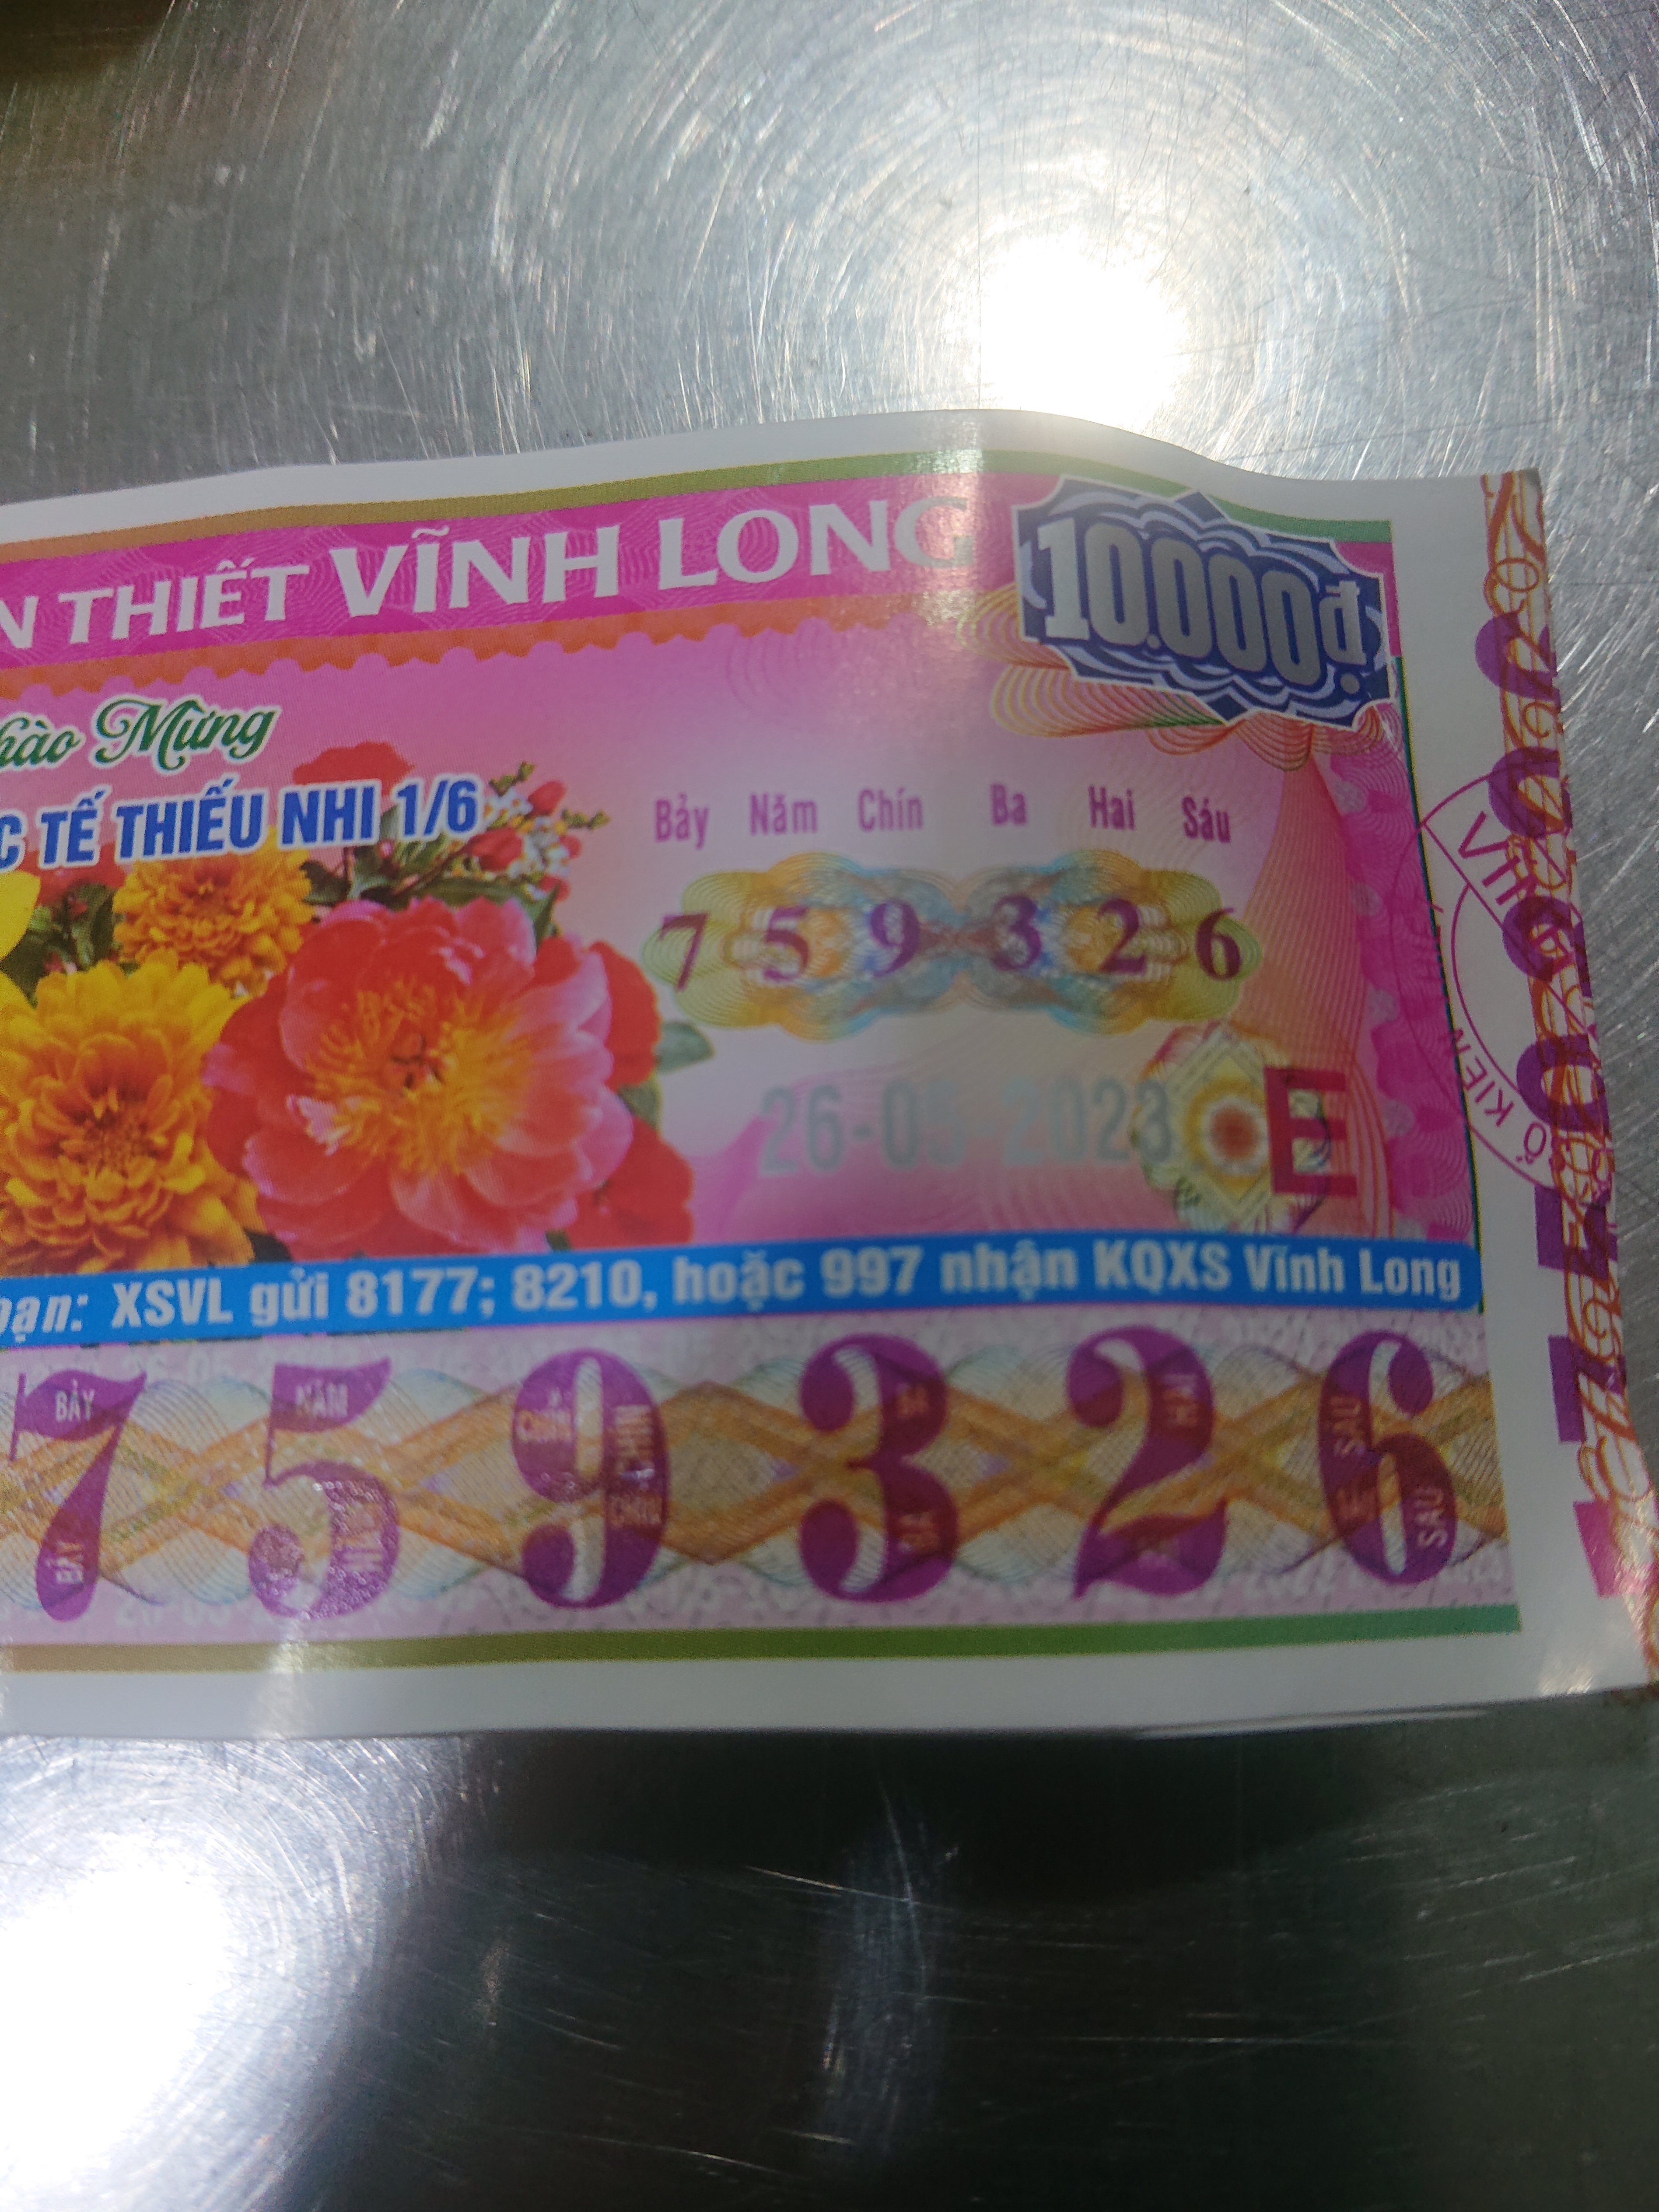 N THIẾT VĨNH LONG
10.000đ
hào Mừng
C TẾ THIẾU NHI 1/6
Bảy Năm Chín Ba Hai Sáu
7 5 9 3 2 6
26-05-2023
E
bạn: XSVL gửi 8177; 8210, hoặc 997 nhận KQXS Vĩnh Long
7 5 9 3 2 6